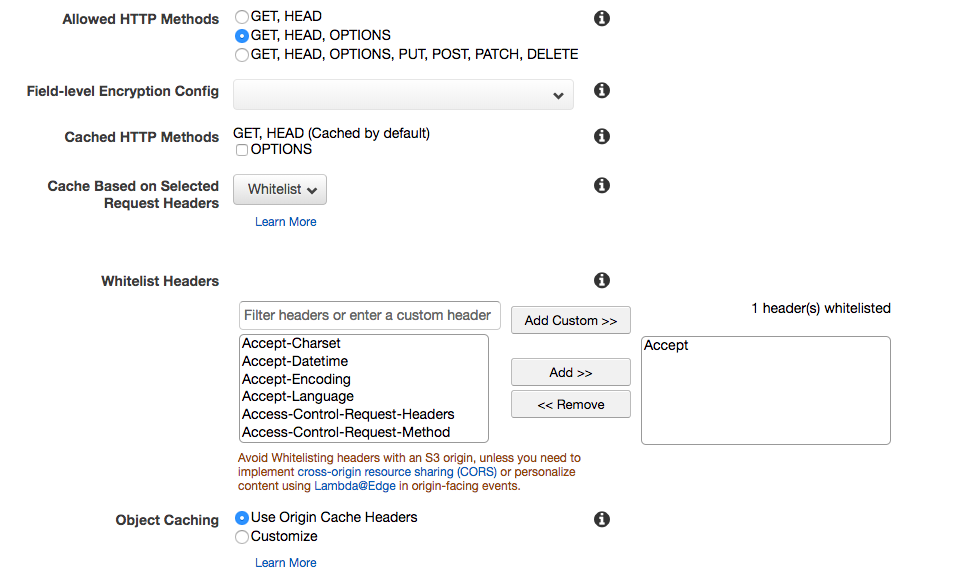 Allowed HTTP Methods
GET, HEAD
GET, HEAD, OPTIONS
GET, HEAD, OPTIONS, PUT, POST, PATCH, DELETE
Field-level Encryption Config
Cached HTTP Methods
GET, HEAD (Cached by default)
OPTIONS
Cache Based on Selected
Request Headers
Whitelist
Learn More
Whitelist Headers
Filter headers or enter a custom header
Add Custom >>
1 header(s) whitelisted
Accept-Charset
Accept-Datetime
Accept-Encoding
Accept-Language
Access-Control-Request-Headers
Access-Control-Request-Method
Add >>
<< Remove
Accept
Avoid Whitelisting headers with an S3 origin, unless you need to
implement cross-origin resource sharing (CORS) or personalize
content using Lambda@Edge in origin-facing events.
Object Caching
Use Origin Cache Headers
Customize
Learn More